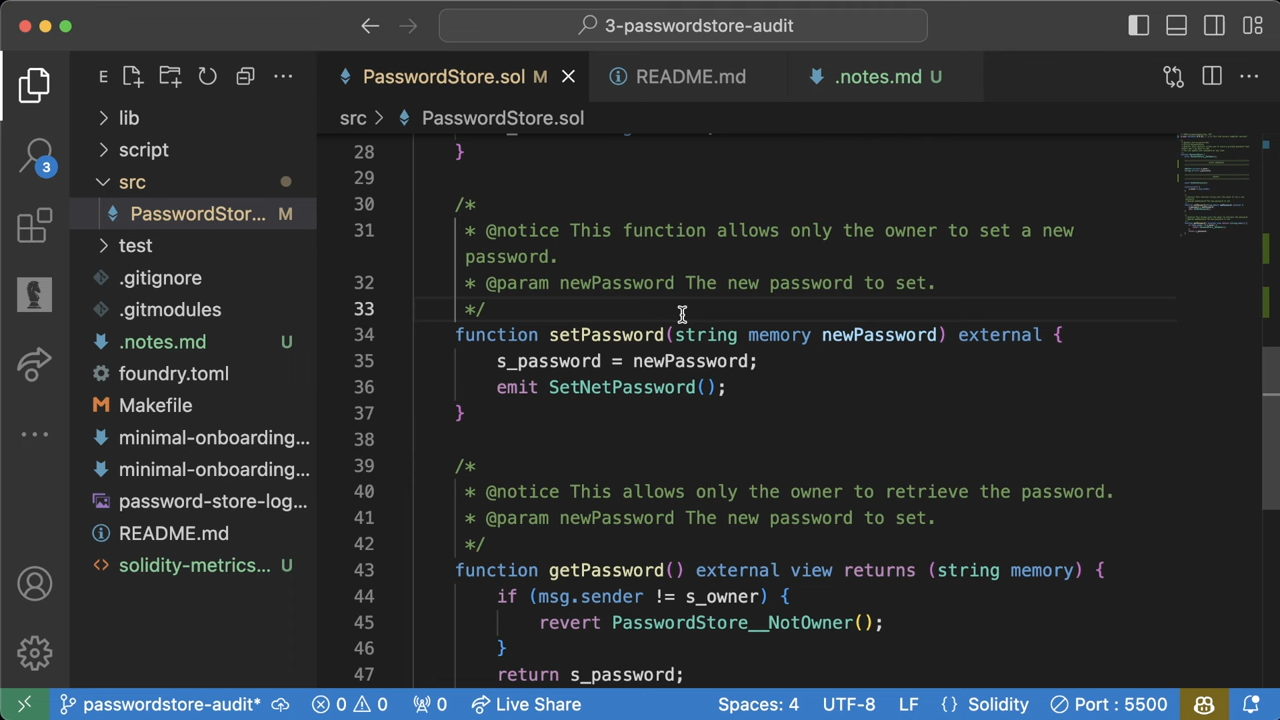 3-passwordstore-audit
E
PasswordStore.sol M
README.md
.notes.md U
src > PasswordStore.sol
lib
script
src
PasswordStor... M
test
.gitignore
.gitmodules
.notes.md U
foundry.toml
Makefile
minimal-onboarding...
minimal-onboarding...
password-store-log...
README.md
solidity-metrics... U
3
28 }
29
30 /*
31 * @notice This function allows only the owner to set a new
password.
32 * @param newPassword The new password to set.
33 */
34 function setPassword(string memory newPassword) external {
35 s_password = newPassword;
36 emit SetNetPassword();
37 }
38
39 /*
40 * @notice This allows only the owner to retrieve the password.
41 * @param newPassword The new password to set.
42 */
43 function getPassword() external view returns (string memory) {
44 if (msg.sender != s_owner) {
45 revert PasswordStore__NotOwner();
46 }
47 return s_password;
passwordstore-audit* 0 0 0 Live Share Spaces: 4 UTF-8 LF {} Solidity Port : 5500